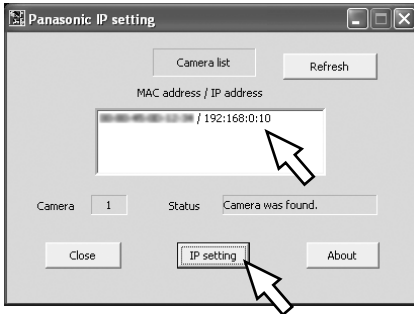 Panasonic IP setting
Camera list
Refresh
MAC address / IP address
/ 192:168:0:10
Camera 1 Status Camera was found.
Close IP setting About